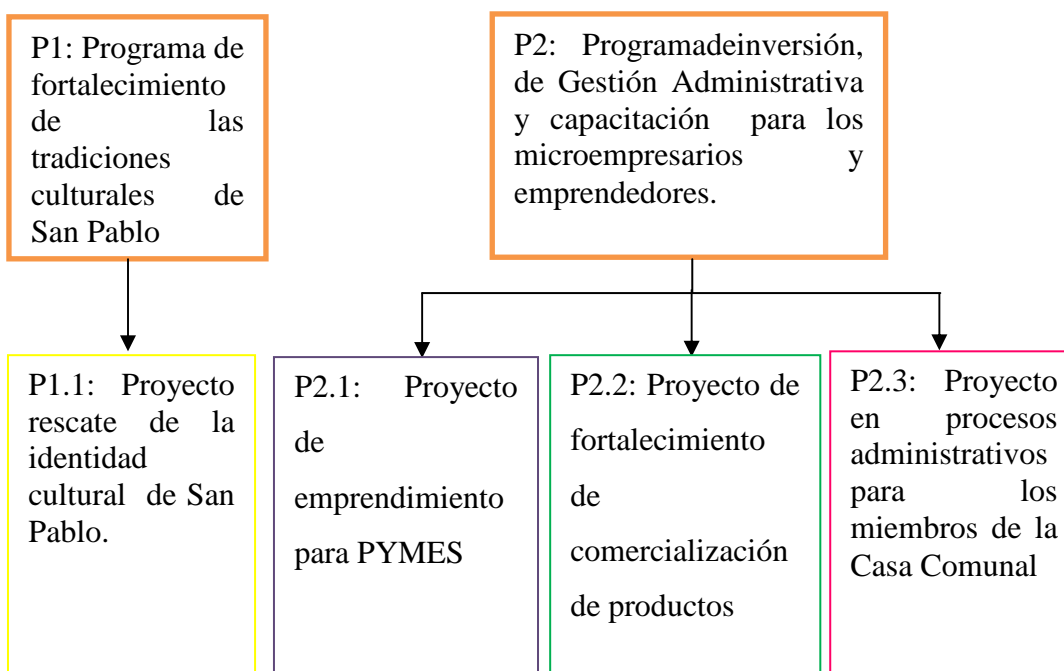 P1: Programa de
fortalecimiento
de las
tradiciones
culturales de
San Pablo
P2: Programadeinversión,
de Gestión Administrativa
y capacitación para los
microempresarios y
emprendedores.
P1.1: Proyecto
rescate de la
identidad
cultural de San
Pablo.
P2.1: Proyecto
de
emprendimiento
para PYMES
P2.2: Proyecto de
fortalecimiento
de
comercialización
de productos
P2.3: Proyecto
en procesos
administrativos
para los
miembros de la
Casa Comunal